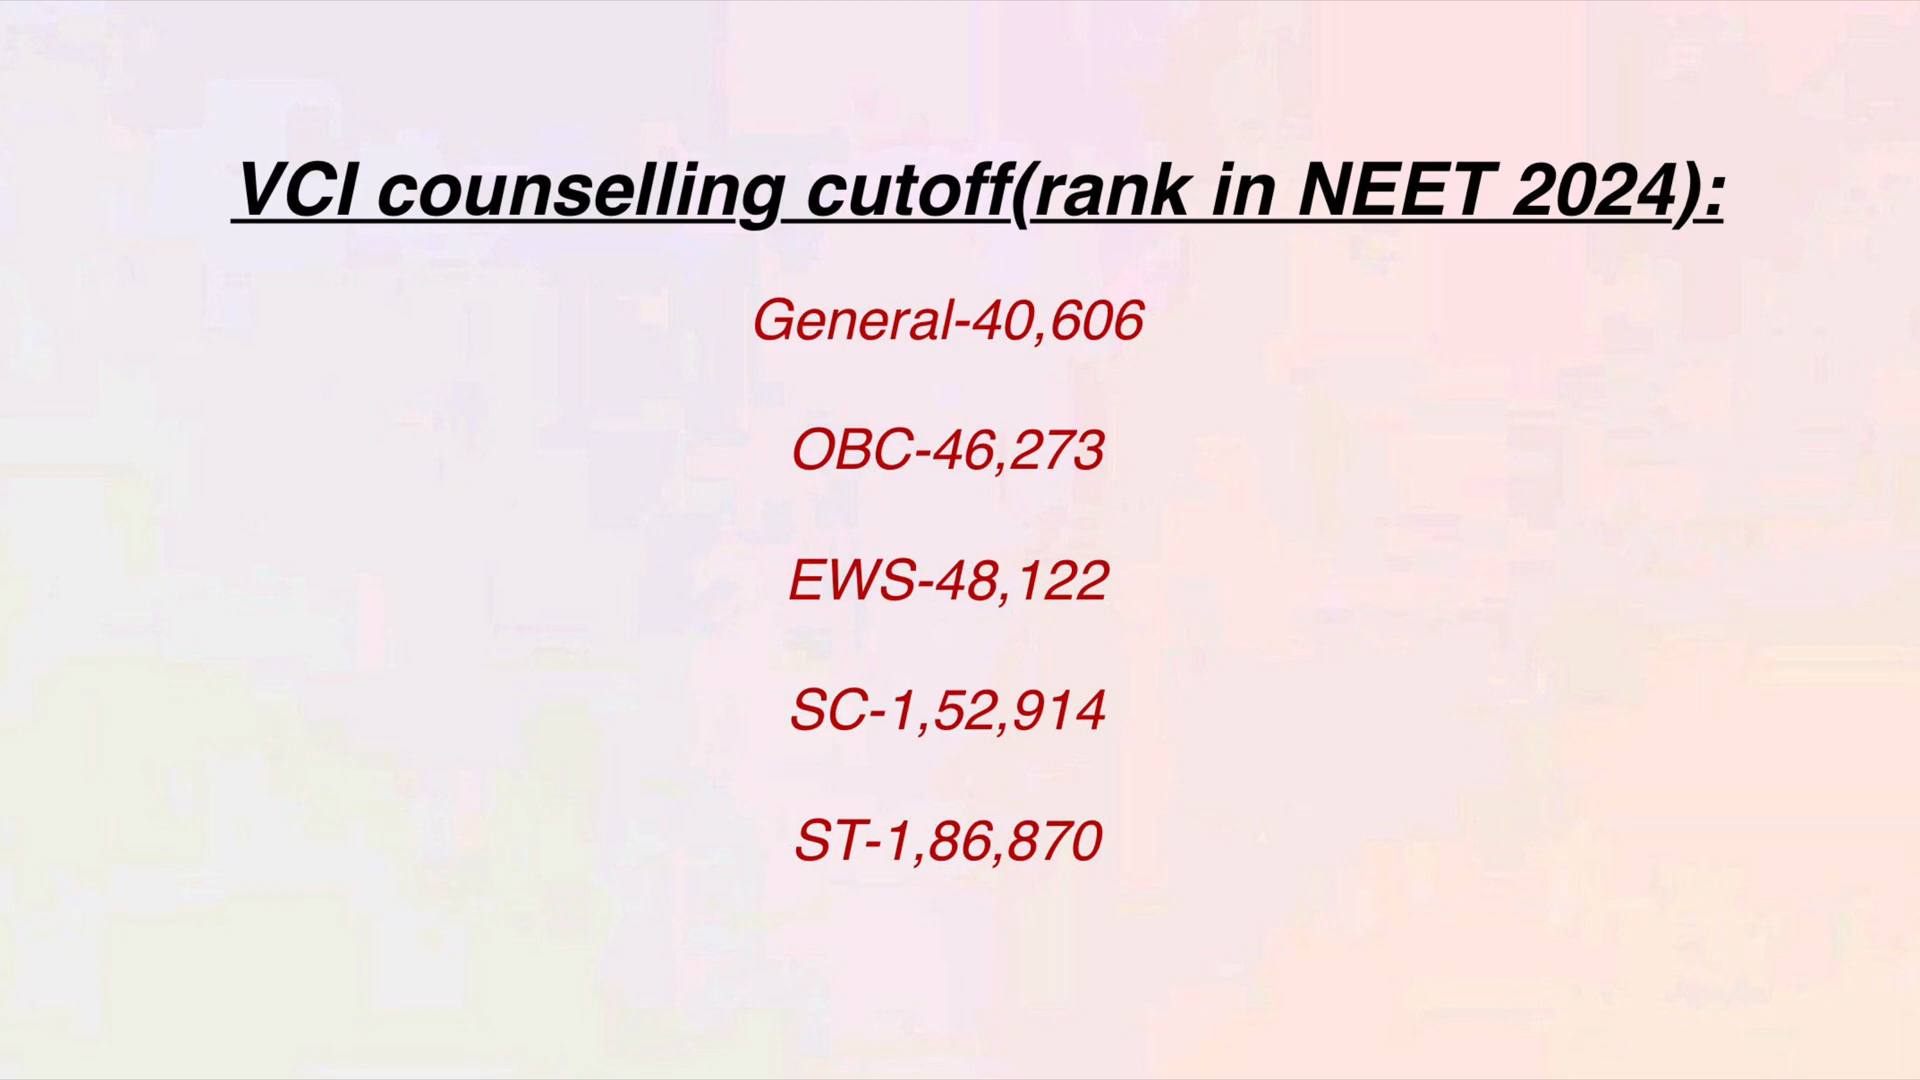 VCI counselling cutoff(rank in NEET 2024):
General-40,606
OBC-46,273
EWS-48,122
SC-1,52,914
ST-1,86,870